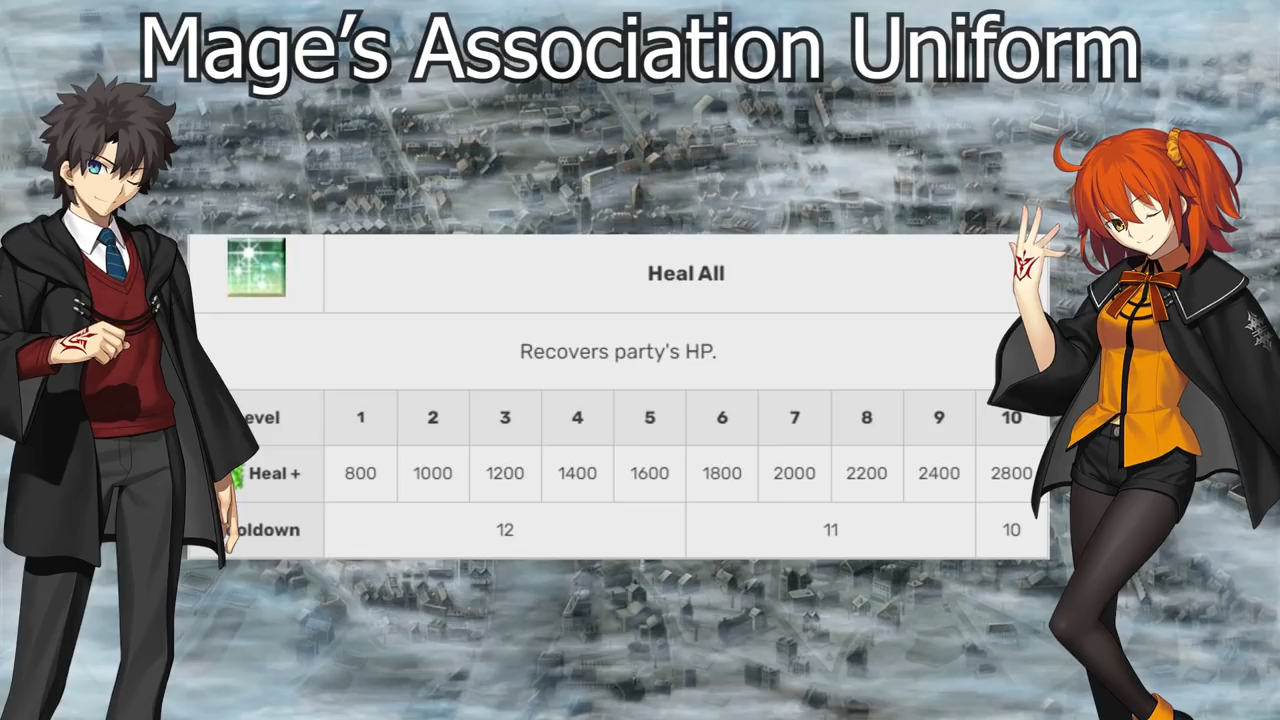 Mage's Association Uniform
Heal All
Recovers party's HP.
evel 1 2 3 4 5 6 7 8 9 10
Heal + 800 1000 1200 1400 1600 1800 2000 2200 2400 2800
oldown 12 11 10